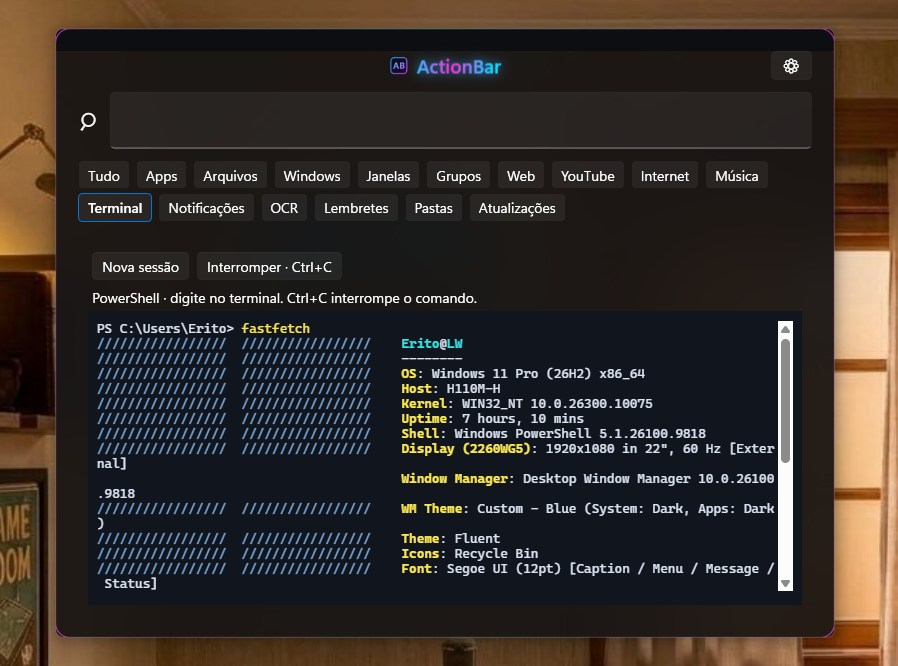 AB ActionBar
Tudo Apps Arquivos Windows Janelas Grupos Web YouTube Internet Música
Terminal Notificações OCR Lembretes Pastas Atualizações
Nova sessão Interromper · Ctrl+C
PowerShell · digite no terminal. Ctrl+C interrompe o comando.
PS C:\Users\Erito> fastfetch
///////////////// ///////////////// Erito@LW
///////////////// ///////////////// --------
///////////////// ///////////////// OS: Windows 11 Pro (26H2) x86_64
///////////////// ///////////////// Host: H110M-H
///////////////// ///////////////// Kernel: WIN32_NT 10.0.26300.10075
///////////////// ///////////////// Uptime: 7 hours, 10 mins
///////////////// ///////////////// Shell: Windows PowerShell 5.1.26100.9818
///////////////// ///////////////// Display (2260WG5): 1920x1080 in 22", 60 Hz [Exter
nal]
Window Manager: Desktop Window Manager 10.0.26100
.9818
///////////////// ///////////////// WM Theme: Custom - Blue (System: Dark, Apps: Dark
)
///////////////// ///////////////// Theme: Fluent
///////////////// ///////////////// Icons: Recycle Bin
///////////////// ///////////////// Font: Segoe UI (12pt) [Caption / Menu / Message /
Status]
AME
OOM